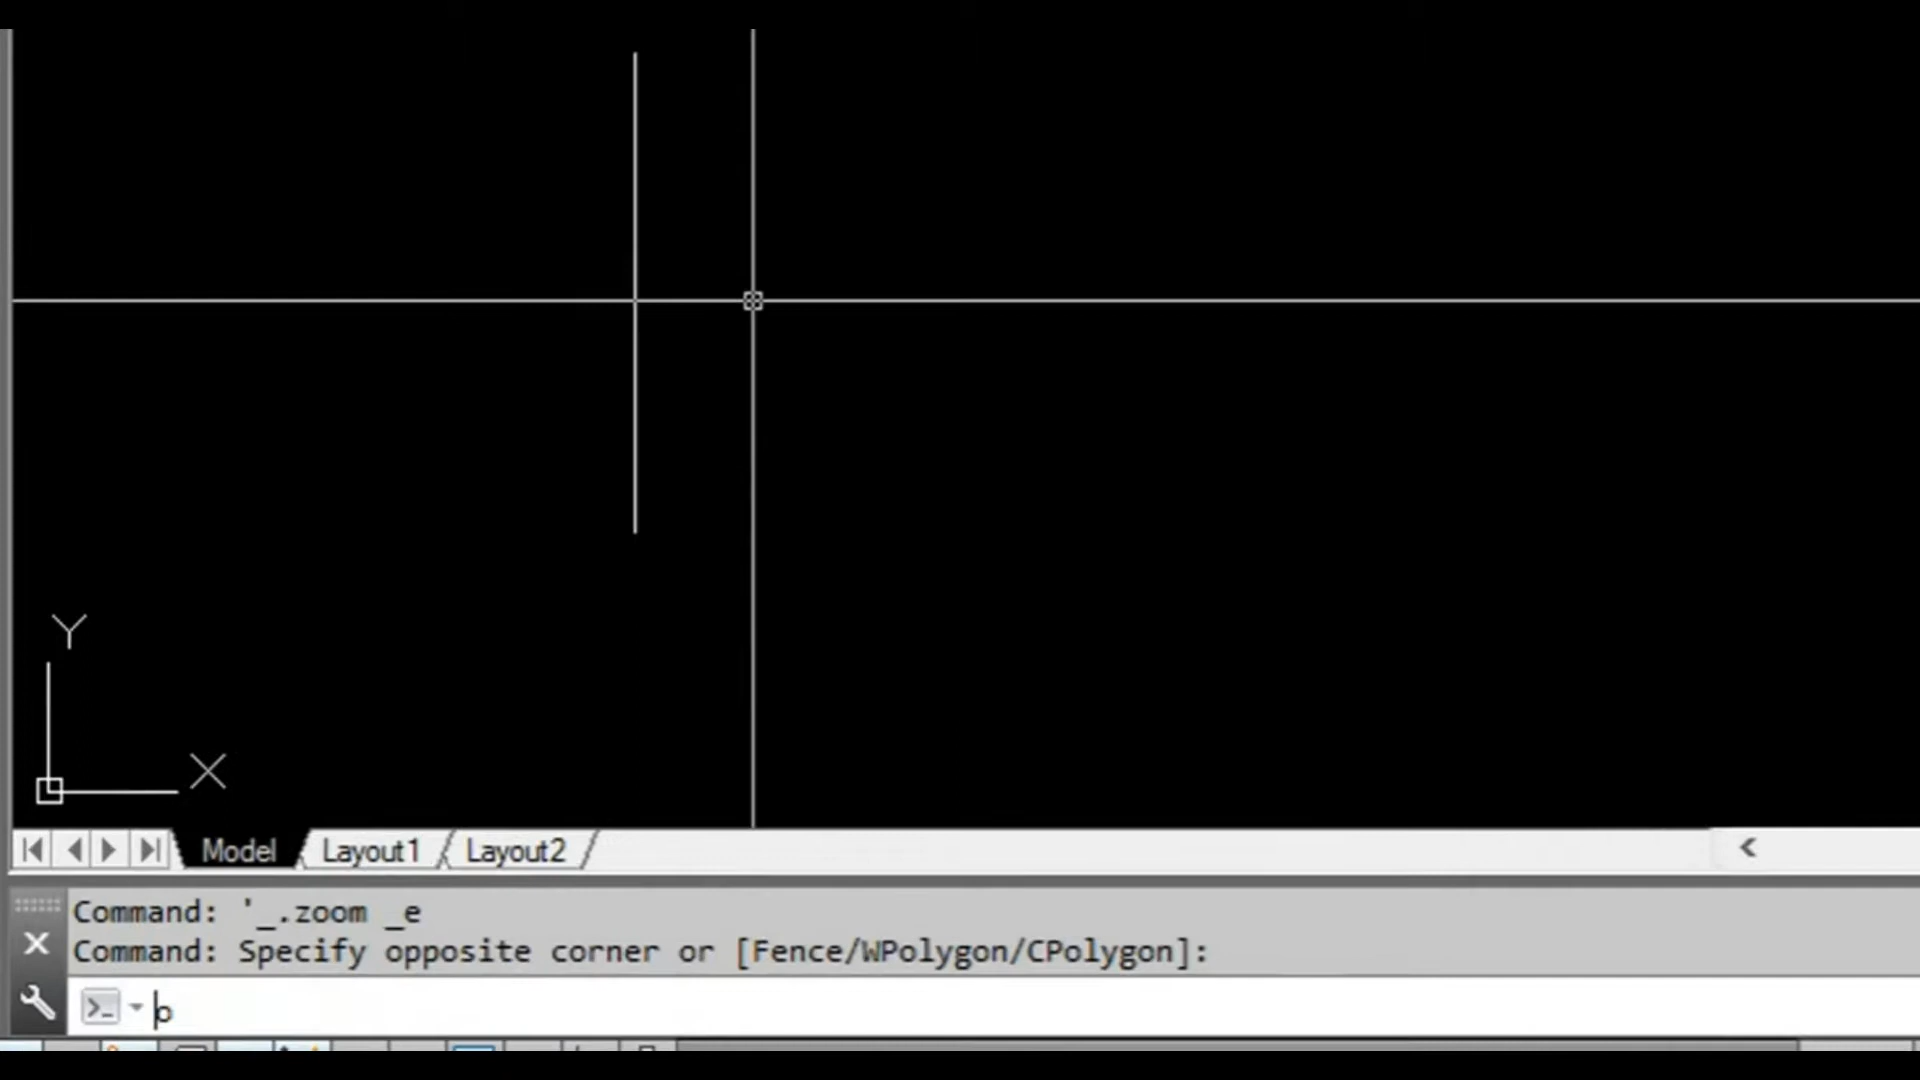 Y
X
Model Layout1 Layout2
Command: '_.zoom _e
Command: Specify opposite corner or [Fence/WPolygon/CPolygon]:
o